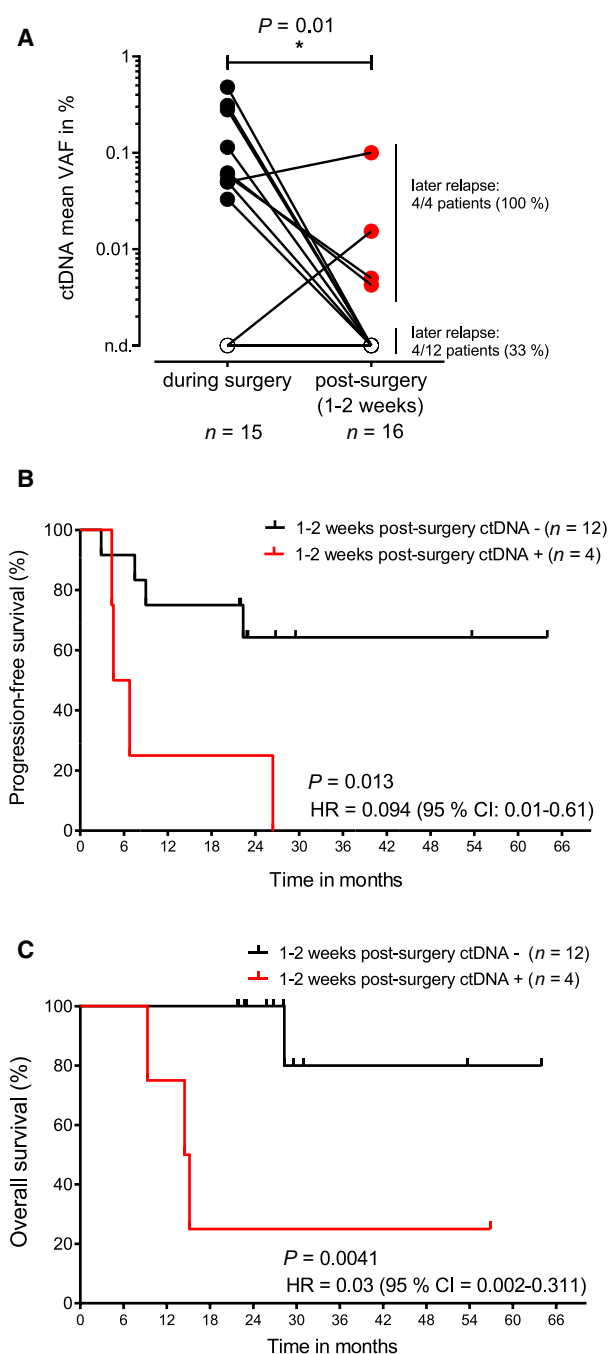 A
P = 0.01
*
ctDNA mean VAF in %
1
0.1
0.01
n.d.
later relapse:
4/4 patients (100 %)
later relapse:
4/12 patients (33 %)
during surgery
post-surgery
(1-2 weeks)
n = 15
n = 16
B
1-2 weeks post-surgery ctDNA - (n = 12)
1-2 weeks post-surgery ctDNA + (n = 4)
Progression-free survival (%)
100
80
60
40
20
0
P = 0.013
HR = 0.094 (95 % CI: 0.01-0.61)
0 6 12 18 24 30 36 42 48 54 60 66
Time in months
C
1-2 weeks post-surgery ctDNA - (n = 12)
1-2 weeks post-surgery ctDNA + (n = 4)
Overall survival (%)
100
80
60
40
20
0
P = 0.0041
HR = 0.03 (95 % CI = 0.002-0.311)
0 6 12 18 24 30 36 42 48 54 60 66
Time in months